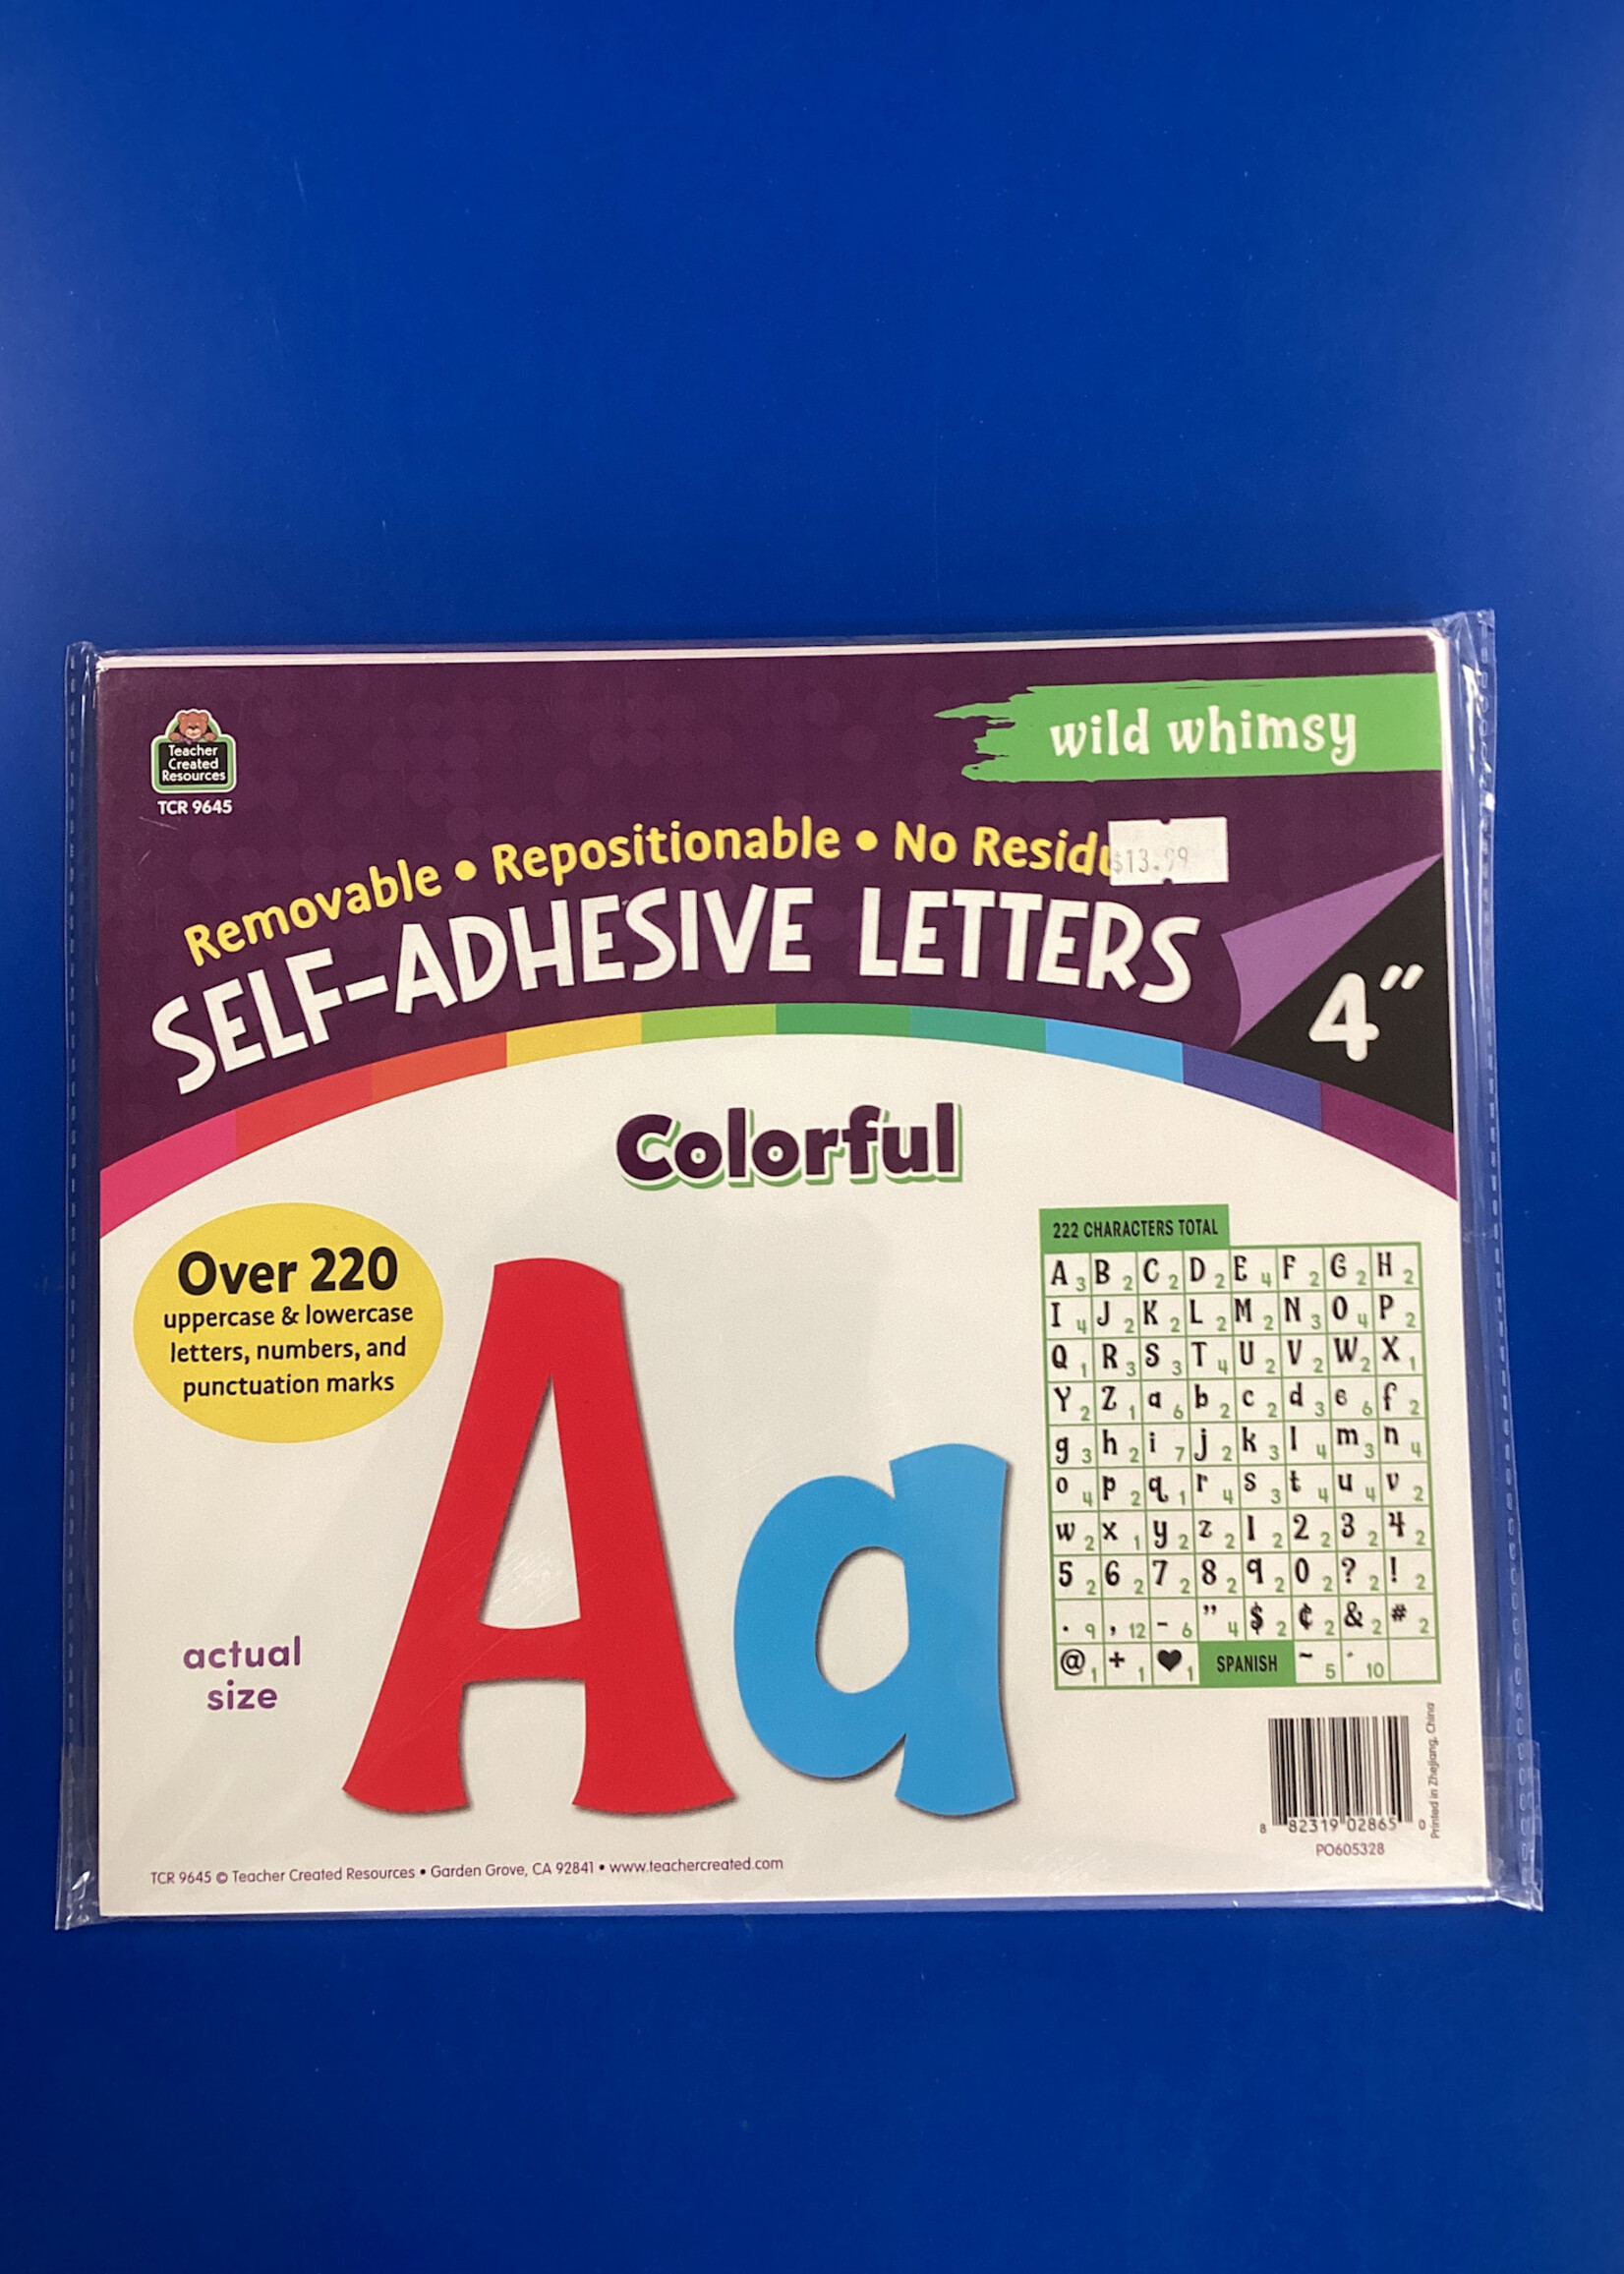 Teacher
Created
Resources
TCR 9645
wild whimsy
Removable • Repositionable • No
$13.99
SELF-ADHESIVE LETTERS
4"
Colorful
Over 220
uppercase & lowercase
letters, numbers, and
punctuation marks
222 CHARACTERS TOTAL
A 3 B 2 C 2 D 2 E 4 F 2 G 2 H 2
I 4 J 2 K 2 L 2 M 2 N 3 O 4 P 2
Q 1 R 3 S 3 T 4 U 2 V 2 W 2 X 1
Y 2 Z 1 a 6 b 2 c 2 d 3 e 6 f 2
g 3 h 2 i 7 j 2 k 3 l 4 m 3 n 4
o 4 p 2 q 1 r 4 s 3 t 4 u 4 v 2
w 2 x 1 y 2 z 2 1 2 2 2 3 2 4 2
5 2 6 2 7 2 8 2 9 2 0 2 ? 2 ! 2
. 9 , 12 - 6 " 4 $ 2 ¢ 2 & 2 # 2
@ 1 + 1 ♥ 1 SPANISH ~ 5 ´ 10
Aa
actual
size
8 82319 02865 0
PO605328
Printed in Zhejiang, China
TCR 9645 © Teacher Created Resources • Garden Grove, CA 92841 • www.teachercreated.com